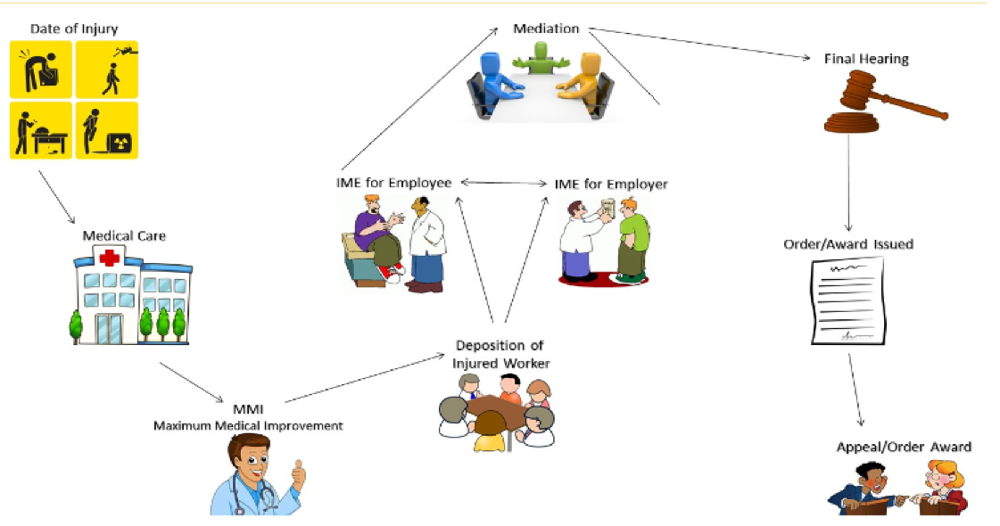 Date of Injury
Medical Care
MMI
Maximum Medical Improvement
Deposition of
Injured Worker
IME for Employee
IME for Employer
Mediation
Final Hearing
Order/Award Issued
Appeal/Order Award